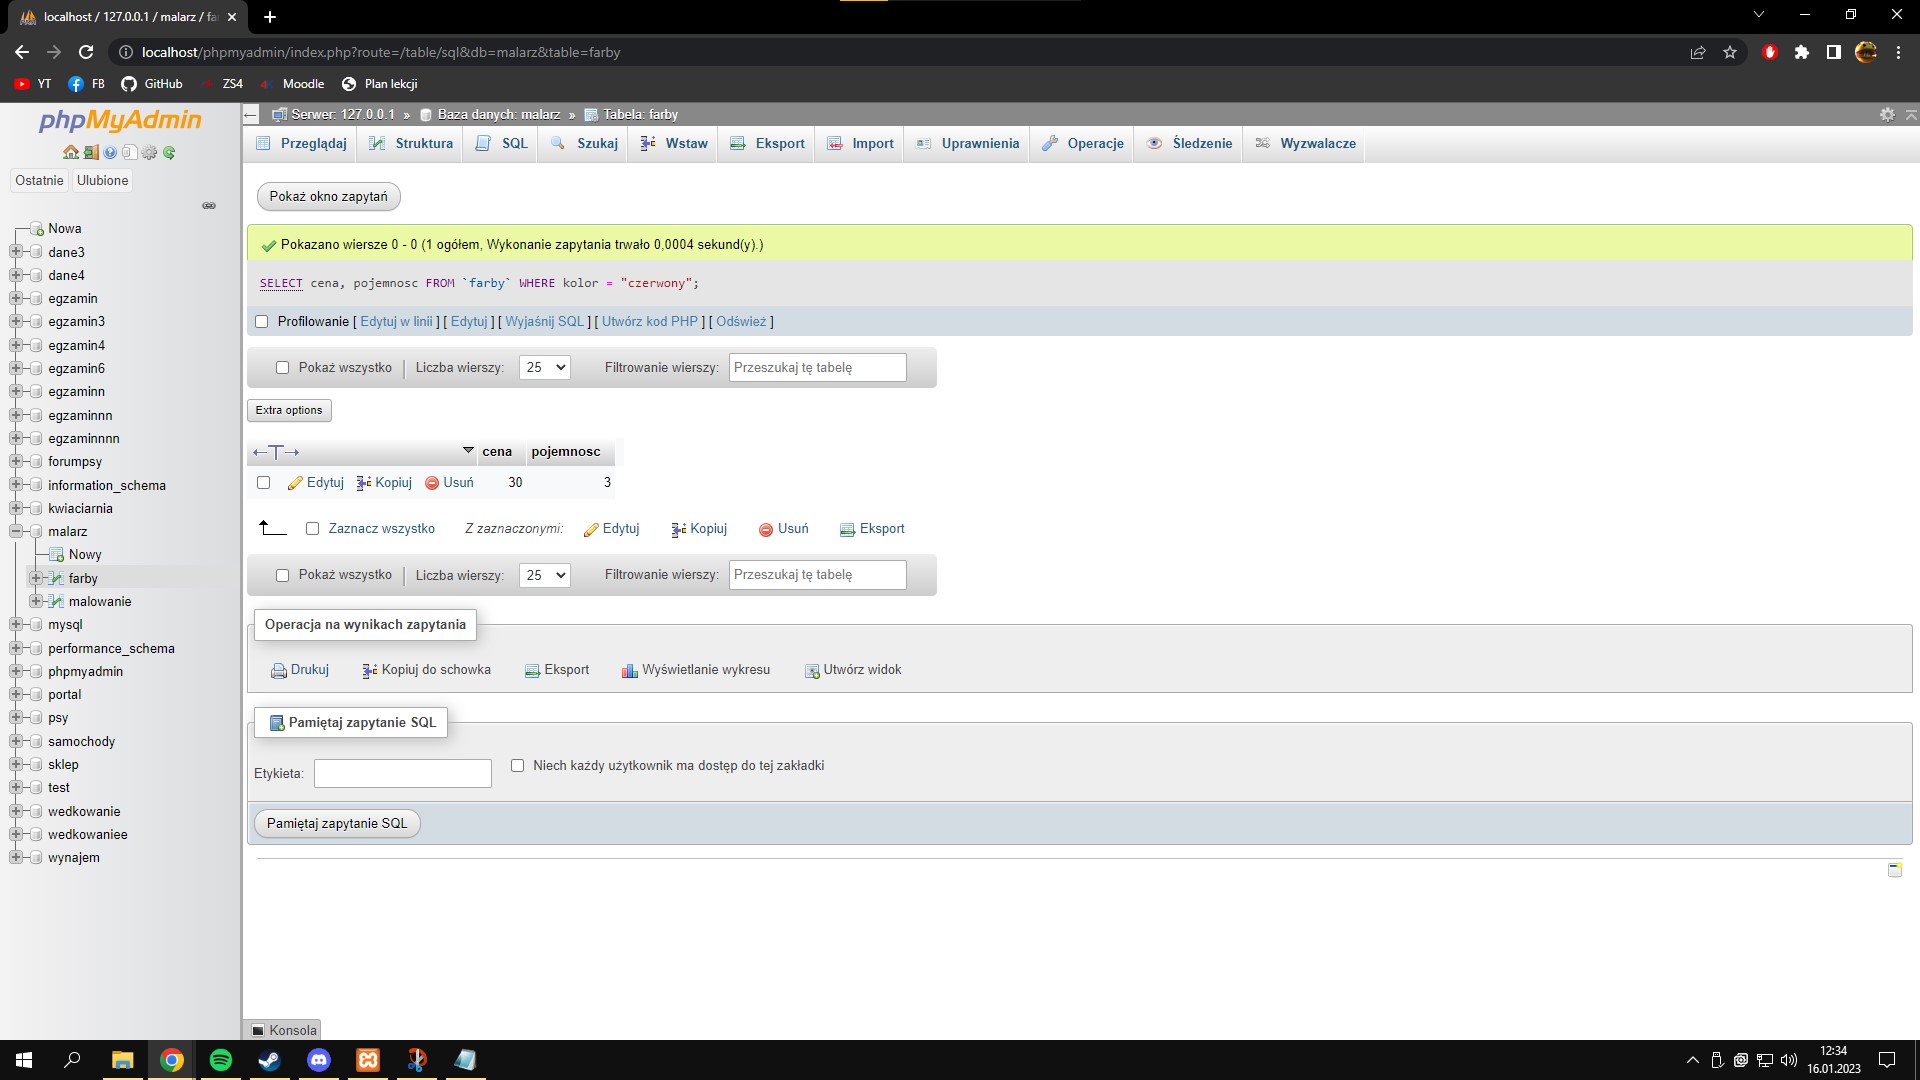 localhost / 127.0.0.1 / malarz / fa
localhost/phpmyadmin/index.php?route=/table/sql&db=malarz&table=farby
YT FB GitHub ZS4 Moodle Plan lekcji
phpMyAdmin
Ostatnie Ulubione
Nowa
dane3
dane4
egzamin
egzamin3
egzamin4
egzamin6
egzaminn
egzaminnn
egzaminnnn
forumpsy
information_schema
kwiaciarnia
malarz
Nowy
farby
malowanie
mysql
performance_schema
phpmyadmin
portal
psy
samochody
sklep
test
wedkowanie
wedkowaniee
wynajem
Serwer: 127.0.0.1 » Baza danych: malarz » Tabela: farby
Przeglądaj Struktura SQL Szukaj Wstaw Eksport Import Uprawnienia Operacje Śledzenie Wyzwalacze
Pokaż okno zapytań
Pokazano wiersze 0 - 0 (1 ogółem, Wykonanie zapytania trwało 0,0004 sekund(y).)
SELECT cena, pojemnosc FROM `farby` WHERE kolor = "czerwony";
Profilowanie [ Edytuj w linii ] [ Edytuj ] [ Wyjaśnij SQL ] [ Utwórz kod PHP ] [ Odśwież ]
Pokaż wszystko Liczba wierszy: 25 Filtrowanie wierszy: Przeszukaj tę tabelę
Extra options
←T→ cena pojemnosc
Edytuj Kopiuj Usuń 30 3
Zaznacz wszystko Z zaznaczonymi: Edytuj Kopiuj Usuń Eksport
Pokaż wszystko Liczba wierszy: 25 Filtrowanie wierszy: Przeszukaj tę tabelę
Operacja na wynikach zapytania
Drukuj Kopiuj do schowka Eksport Wyświetlanie wykresu Utwórz widok
Pamiętaj zapytanie SQL
Etykieta: Niech każdy użytkownik ma dostęp do tej zakładki
Pamiętaj zapytanie SQL
Konsola
12:34
16.01.2023